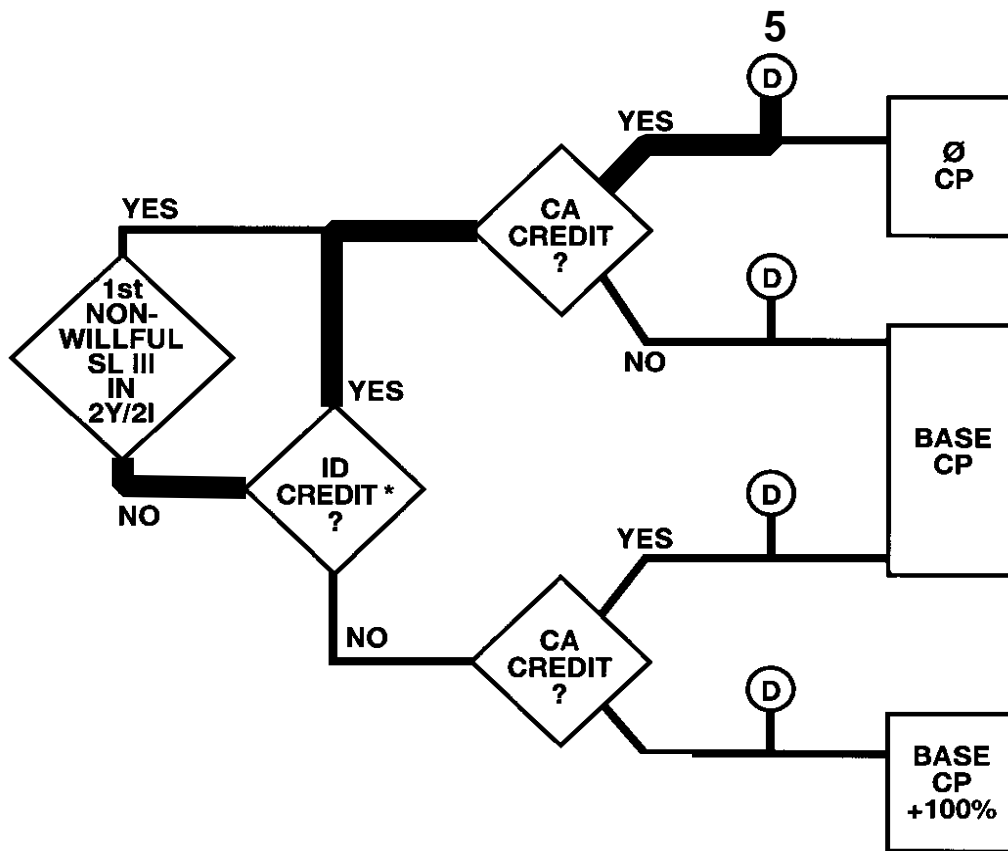 5
D
YES
Ø
CP
CA
CREDIT
?
YES
1st
NON-
WILLFUL
SL III
IN
2Y/2I
D
NO
BASE
CP
YES
ID
CREDIT *
?
NO
D
YES
NO
CA
CREDIT
?
D
BASE
CP
+100%